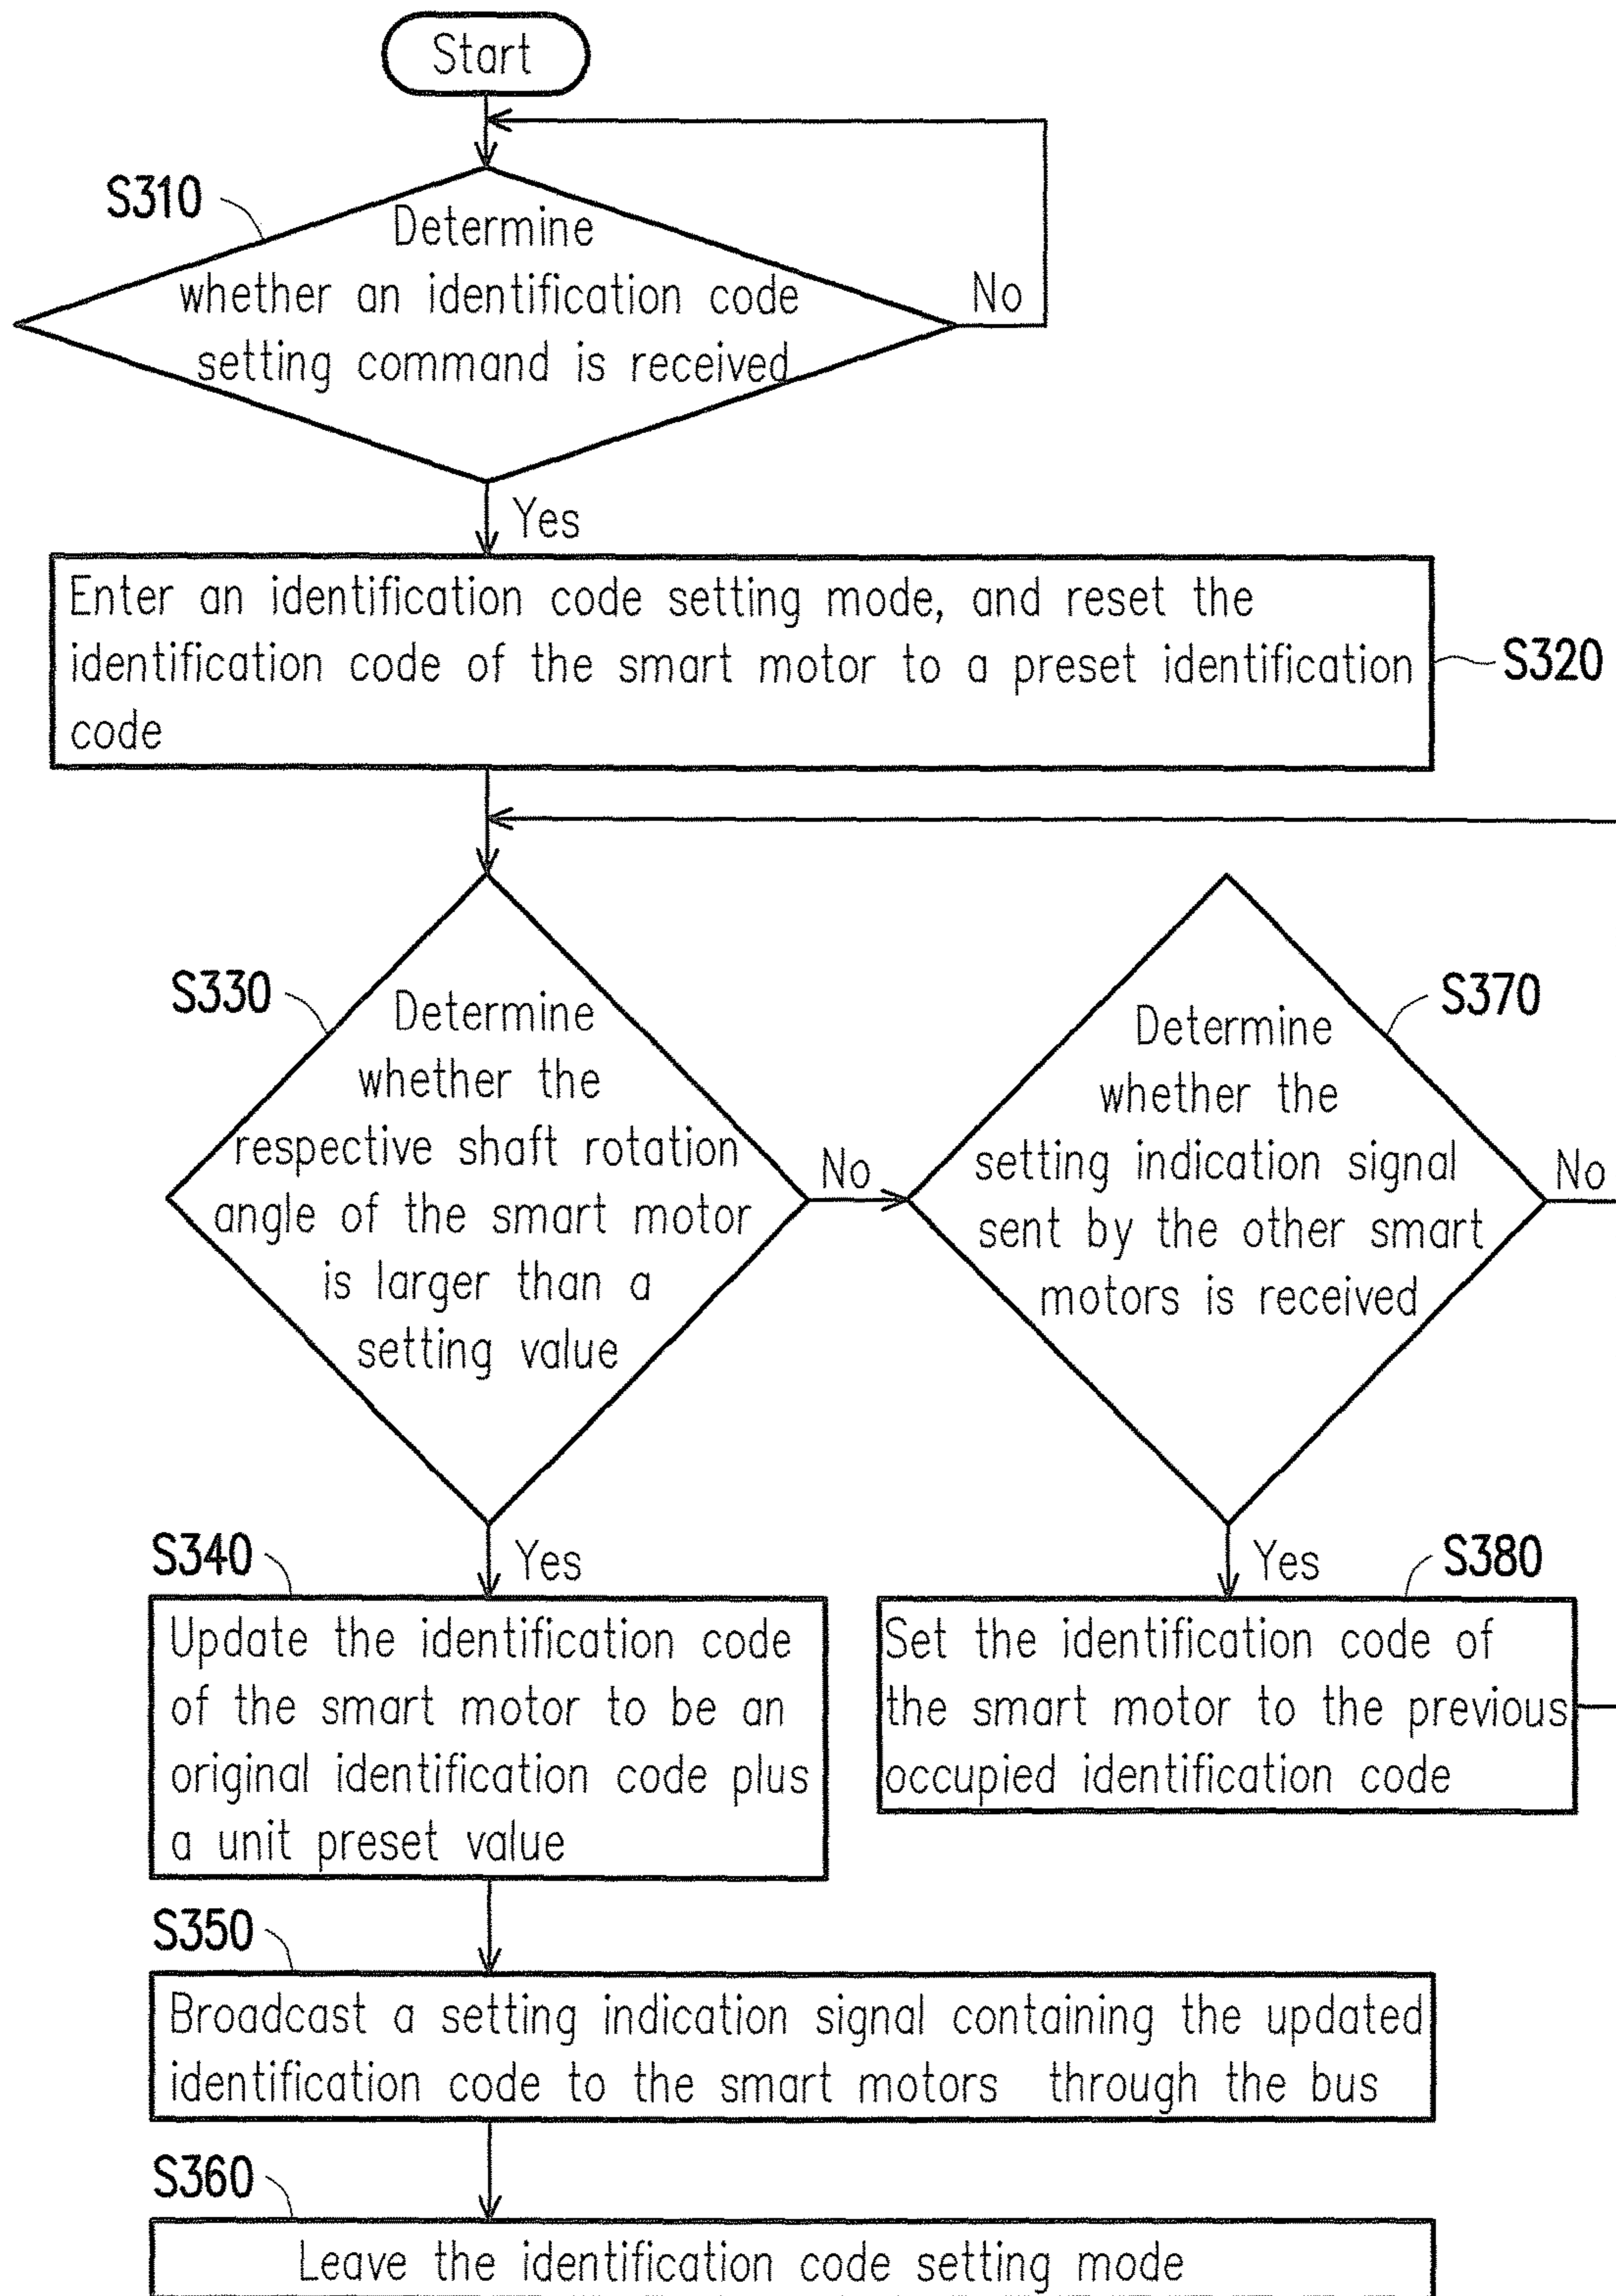 Start
S310
Determine
whether an identification code
setting command is received
No
Yes
Enter an identification code setting mode, and reset the
identification code of the smart motor to a preset identification
code
S320
S330
Determine
whether the
respective shaft rotation
angle of the smart motor
is larger than a
setting value
No
S370
Determine
whether the
setting indication signal
sent by the other smart
motors is received
No
Yes
S340
Update the identification code
of the smart motor to be an
original identification code plus
a unit preset value
Yes
S380
Set the identification code of
the smart motor to the previous
occupied identification code
S350
Broadcast a setting indication signal containing the updated
identification code to the smart motors through the bus
S360
Leave the identification code setting mode